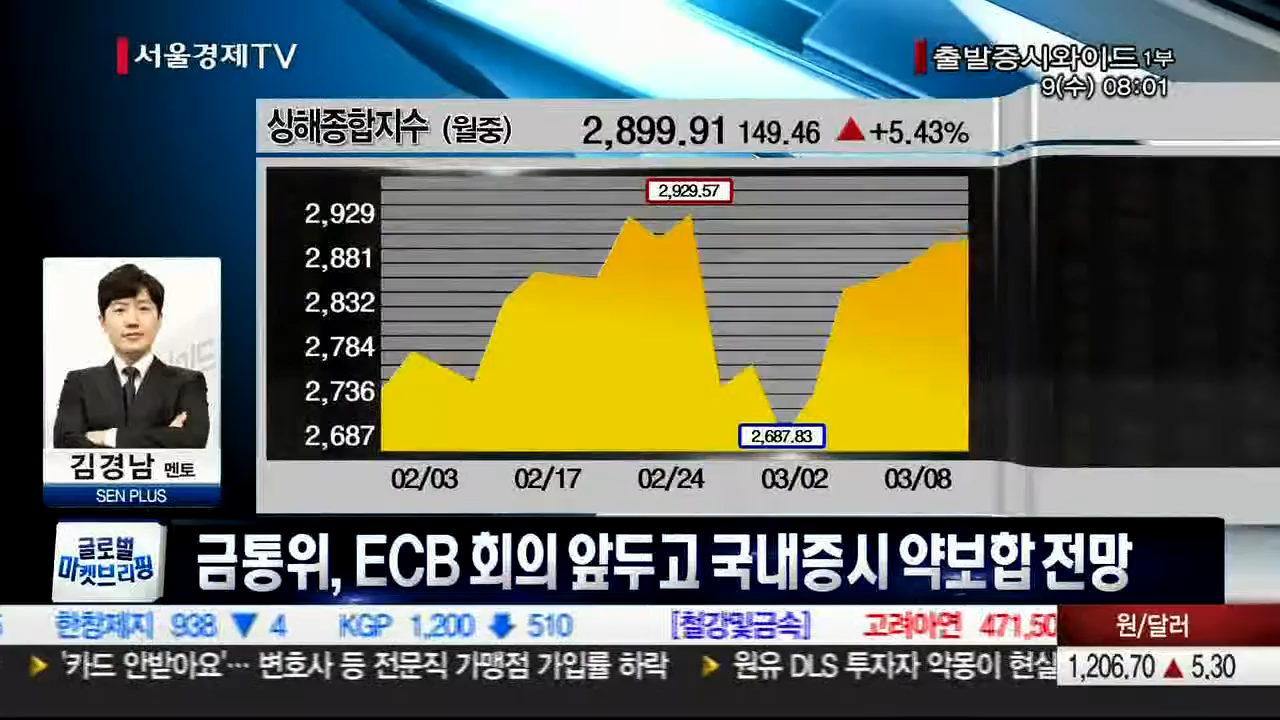 서울경제TV
출발증시와이드 1부
9(수) 08:01
상해종합지수 (월중) 2,899.91 149.46 ▲+5.43%
2,929.57
2,929
2,881
2,832
2,784
2,736
2,687
2,687.83
02/03 02/17 02/24 03/02 03/08
김경남 멘토
SEN PLUS
글로벌
마켓브리핑
금통위, ECB 회의 앞두고 국내증시 약보합 전망
한창제지 938 ▼ 4 KGP 1,200 🡇 510 [철강및금속] 고려아연 471,50
원/달러
'카드 안받아요'… 변호사 등 전문직 가맹점 가입률 하락 원유 DLS 투자자 악몽이 현실
1,206.70 ▲ 5.30